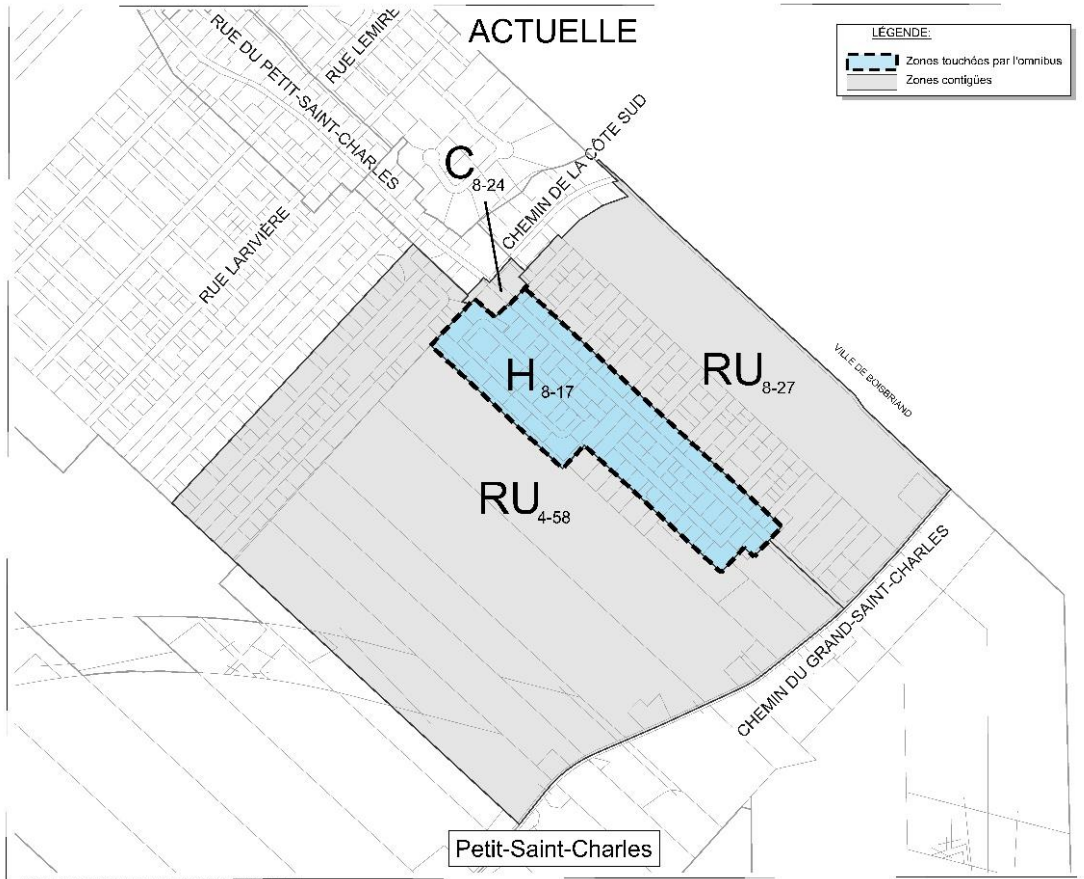 ACTUELLE
LÉGENDE:
Zones touchées par l'omnibus
Zones contigües
RUE LEMIRE
RUE DU PETIT-SAINT-CHARLES
CHEMIN DE LA CÔTE SUD
C 8-24
RUE LARIVIÈRE
H 8-17
RU 8-27
VILLE DE BOISBRIAND
RU 4-58
CHEMIN DU GRAND-SAINT-CHARLES
Petit-Saint-Charles